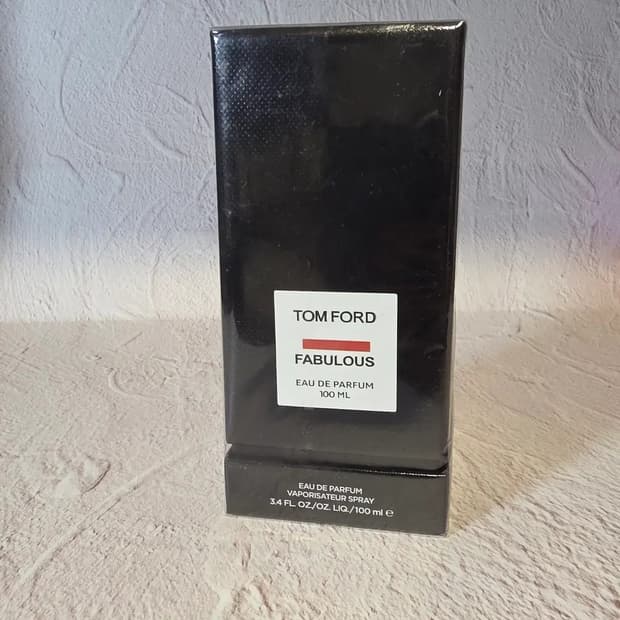 TOM FORD
FABULOUS
EAU DE PARFUM
100 ML
EAU DE PARFUM
VAPORISATEUR SPRAY
3.4 FL. OZ./OZ. LIQ./100 ml e